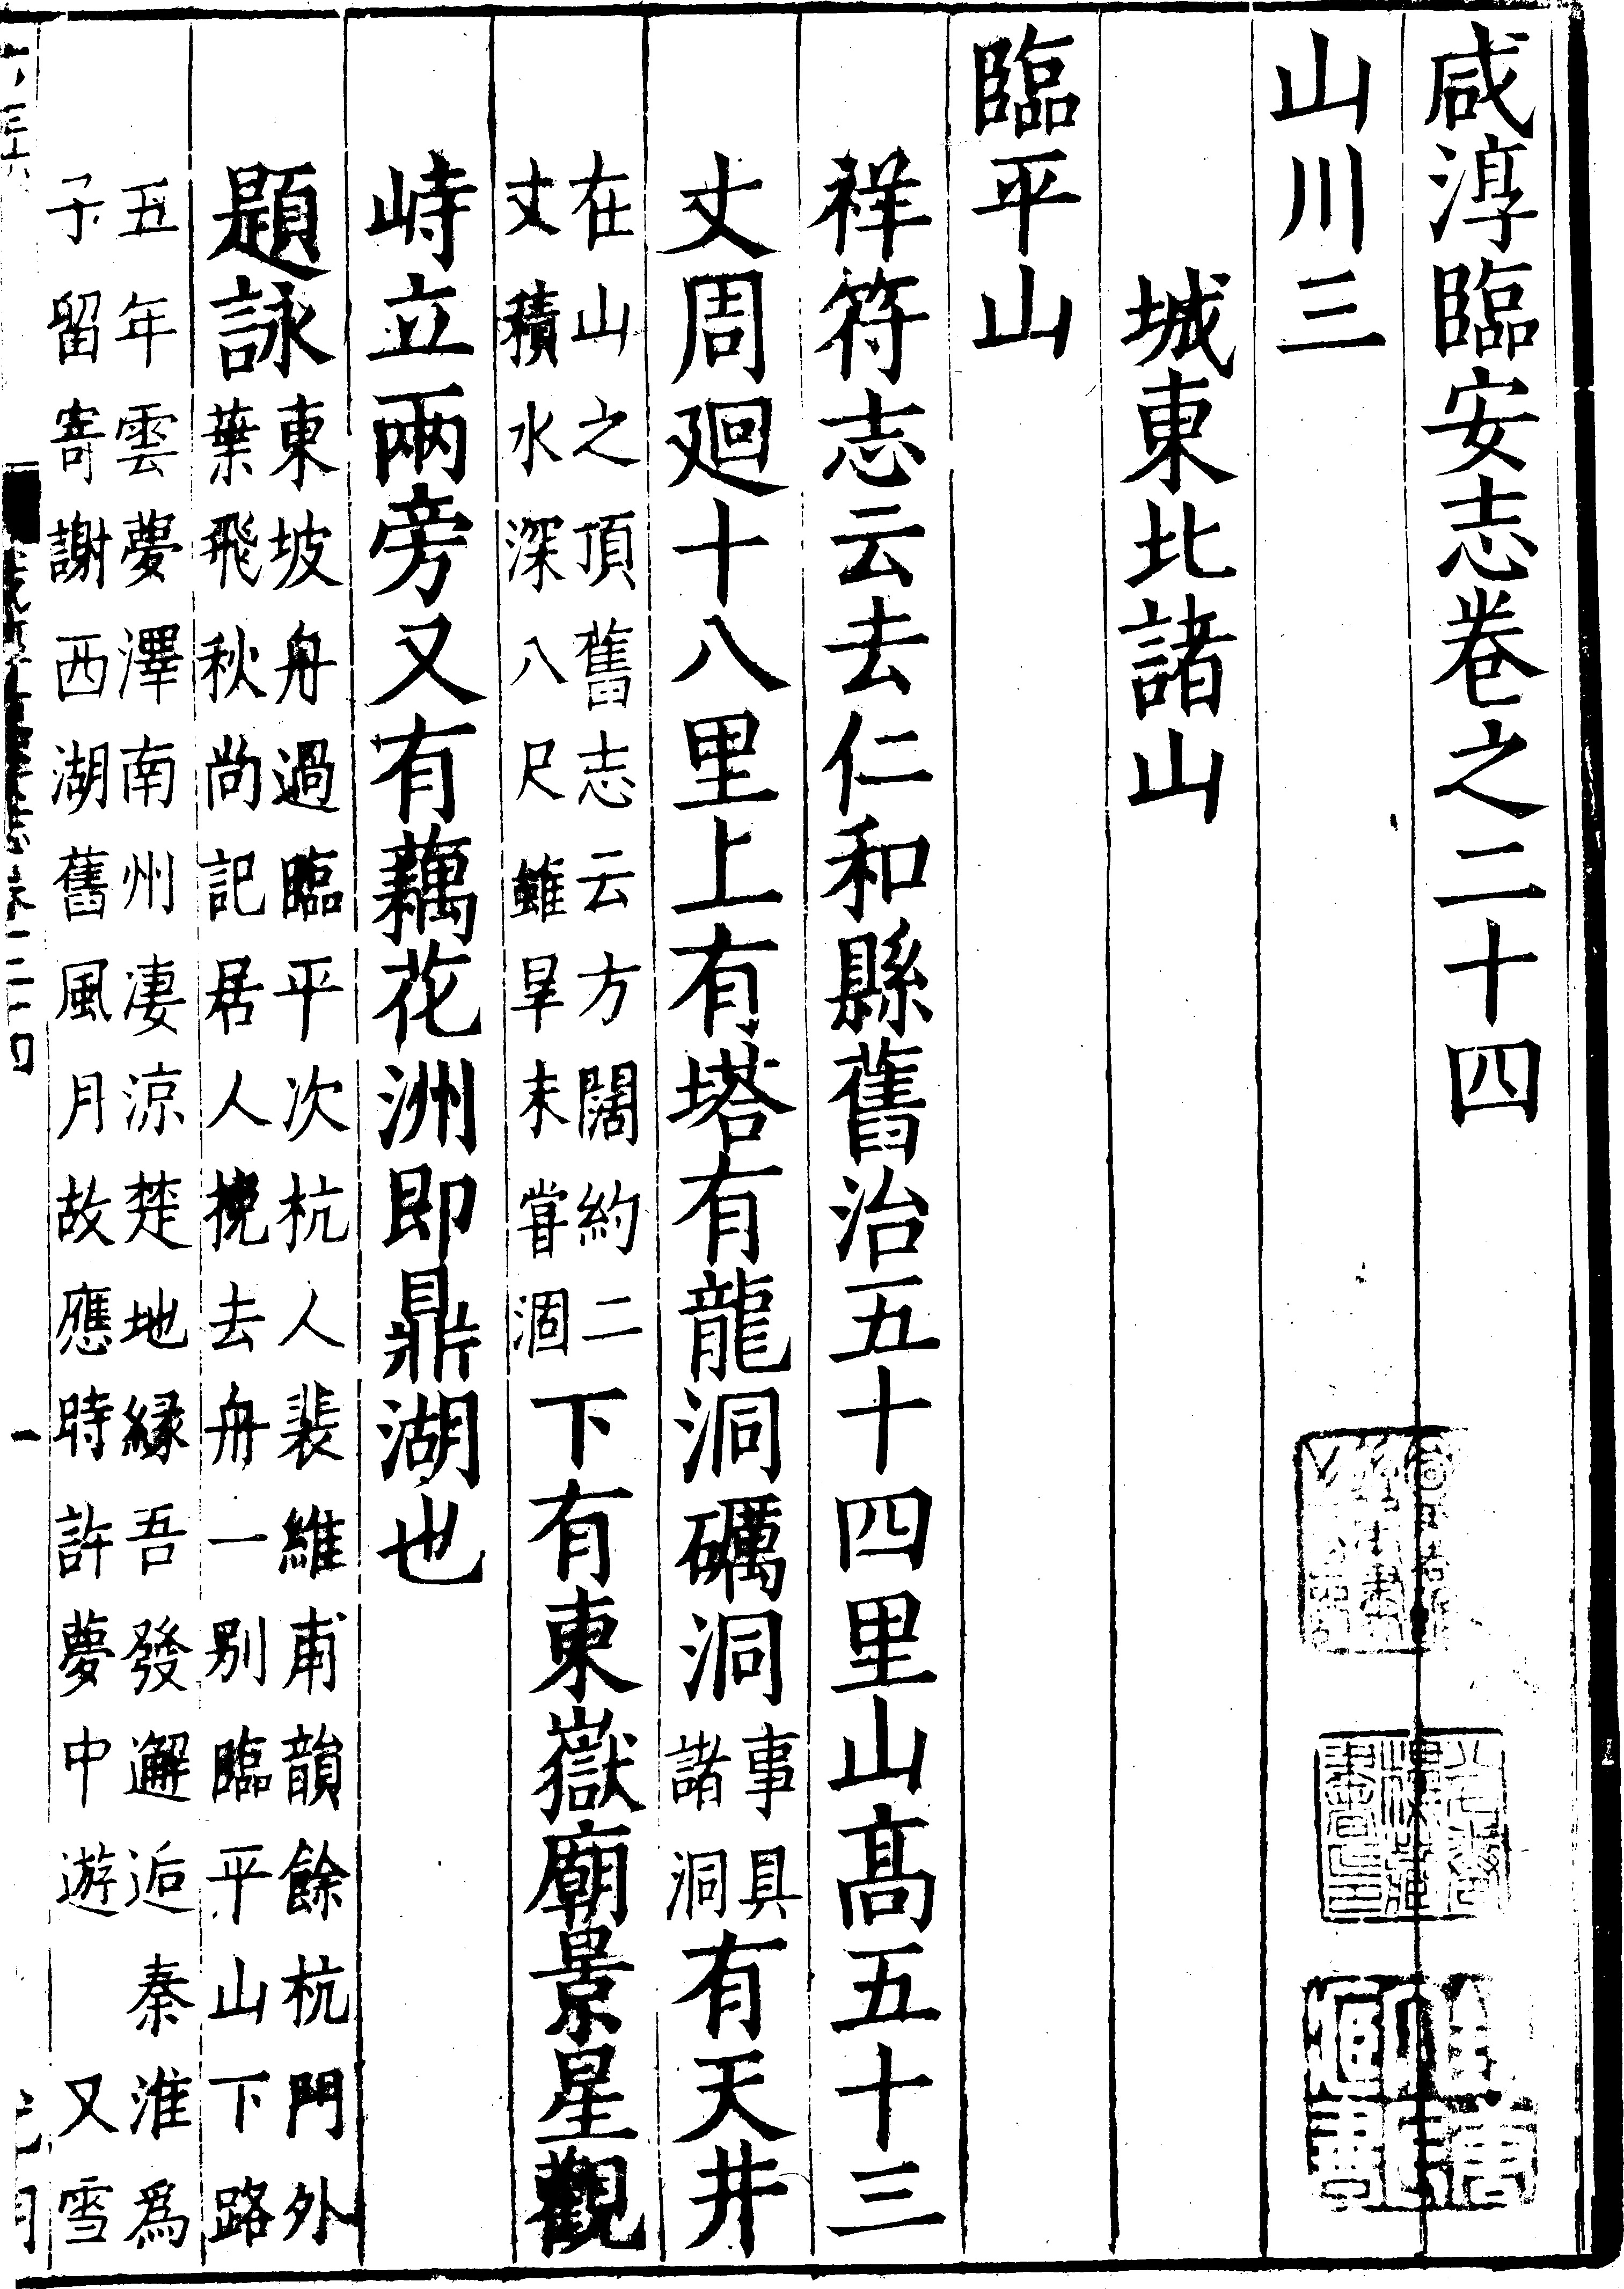 咸淳臨安志卷之二十四
山川三
城東北諸山
臨平山
祥符志云去仁和縣舊治五十四里山髙五十三
丈周廻十八里上有塔有龍洞礪洞事具諸洞有天井
在山之頂舊志云方闊約二丈積水深八尺雖旱未甞涸下有東嶽廟景星觀
峙立兩旁又有藕花洲即鼎湖也
題詠東坡舟過臨平次杭人裴維甫韻餘杭門外葉飛秋尚記居人挽去舟一别臨平山下路
五年雲夢澤南州凄凉楚地縁吾發邂逅秦淮爲子留寄謝西湖舊風月故應時許夢中遊又雪